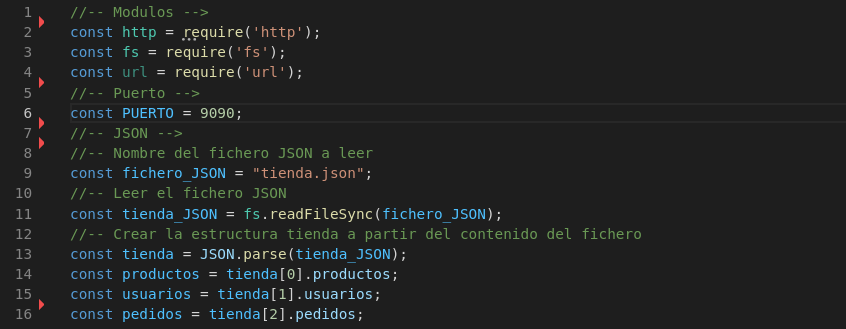 1 //-- Modulos -->
2 const http = require('http');
3 const fs = require('fs');
4 const url = require('url');
5 //-- Puerto -->
6 const PUERTO = 9090;
7 //-- JSON -->
8 //-- Nombre del fichero JSON a leer
9 const fichero_JSON = "tienda.json";
10 //-- Leer el fichero JSON
11 const tienda_JSON = fs.readFileSync(fichero_JSON);
12 //-- Crear la estructura tienda a partir del contenido del fichero
13 const tienda = JSON.parse(tienda_JSON);
14 const productos = tienda[0].productos;
15 const usuarios = tienda[1].usuarios;
16 const pedidos = tienda[2].pedidos;